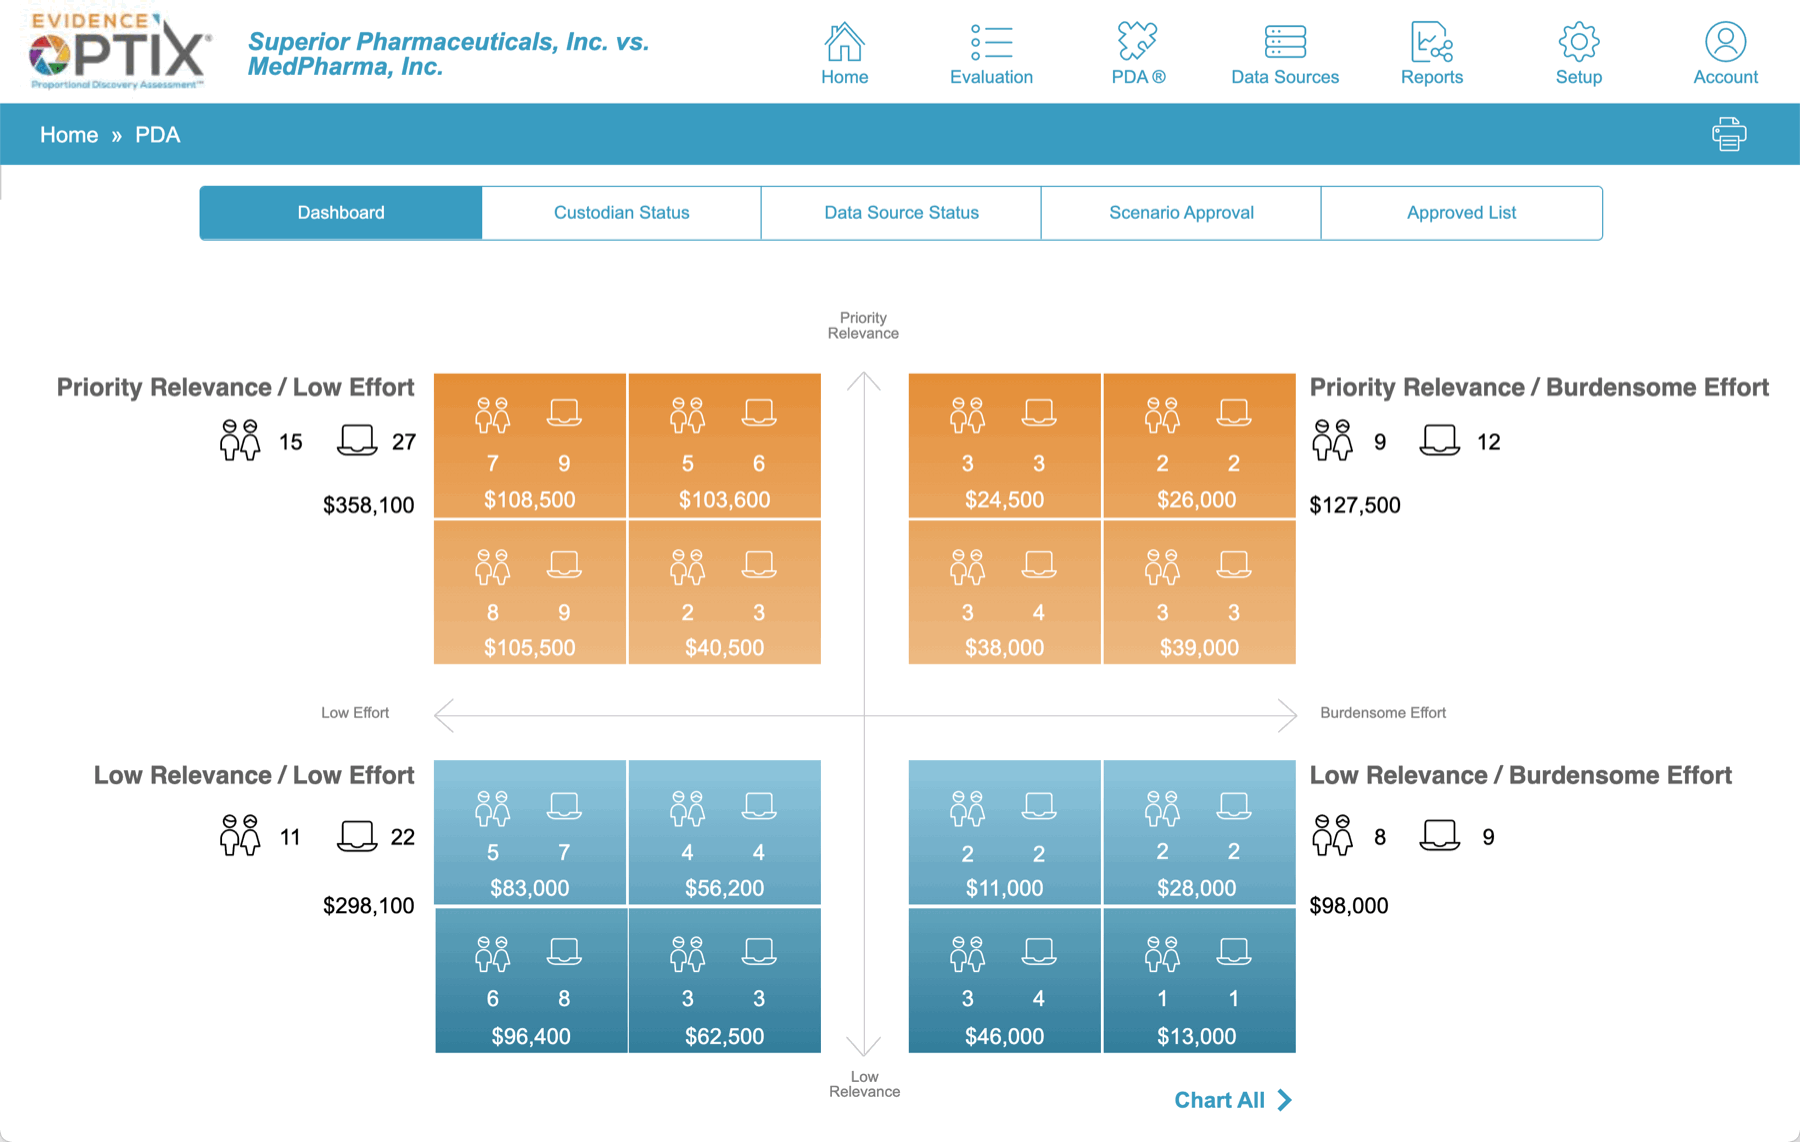 EVIDENCE
OPTIX®
Proportional Discovery Assessment™
Superior Pharmaceuticals, Inc. vs.
MedPharma, Inc.
Home
Evaluation
PDA ®
Data Sources
Reports
Setup
Account
Home » PDA
Dashboard
Custodian Status
Data Source Status
Scenario Approval
Approved List
Priority
Relevance
Priority Relevance / Low Effort
15 27
$358,100
7 9
$108,500
5 6
$103,600
8 9
$105,500
2 3
$40,500
3 3
$24,500
2 2
$26,000
3 4
$38,000
3 3
$39,000
Priority Relevance / Burdensome Effort
9 12
$127,500
Low Effort
Burdensome Effort
Low Relevance / Low Effort
11 22
$298,100
5 7
$83,000
4 4
$56,200
6 8
$96,400
3 3
$62,500
2 2
$11,000
2 2
$28,000
3 4
$46,000
1 1
$13,000
Low Relevance / Burdensome Effort
8 9
$98,000
Low
Relevance
Chart All